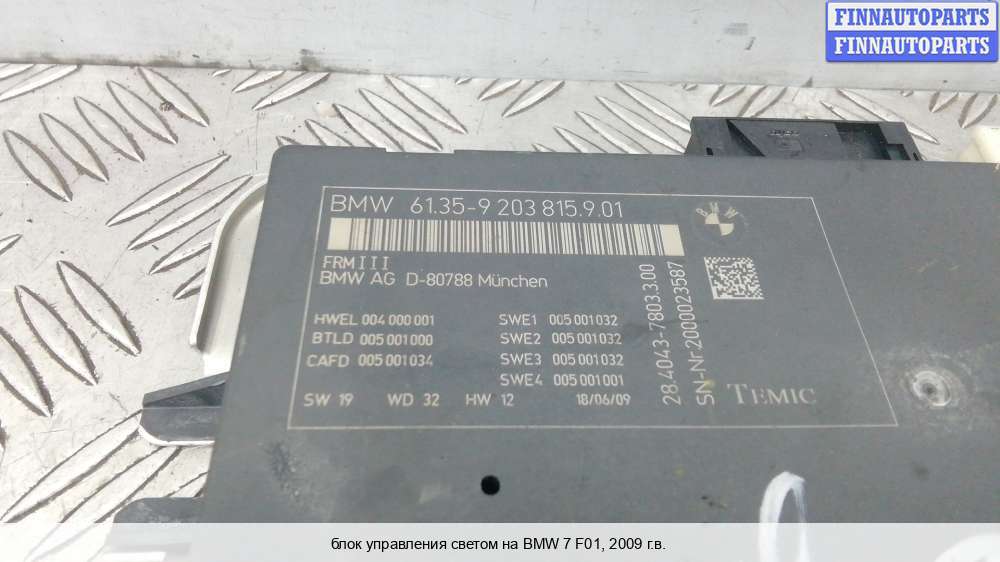 FINNAUTOPARTS
FINNAUTOPARTS
BMW 61.35-9 203 815.9.01
BMW
FRMIII
BMW AG D-80788 München
HWEL 004 000 001
BTLD 005 001 000
CAFD 005 001 034
SWE1 005 001 032
SWE2 005 001 032
SWE3 005 001 032
SWE4 005 001 001
SW 19 WD 32 HW 12 18/06/09
28.4043-7803.3.00
SN-Nr.2000023587
TEMIC
блок управления светом на BMW 7 F01, 2009 г.в.